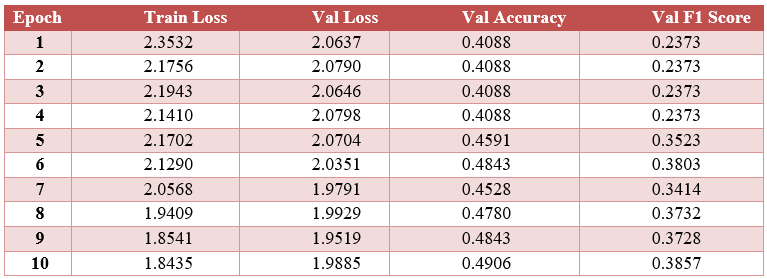 Epoch Train Loss Val Loss Val Accuracy Val F1 Score
1 2.3532 2.0637 0.4088 0.2373
2 2.1756 2.0790 0.4088 0.2373
3 2.1943 2.0646 0.4088 0.2373
4 2.1410 2.0798 0.4088 0.2373
5 2.1702 2.0704 0.4591 0.3523
6 2.1290 2.0351 0.4843 0.3803
7 2.0568 1.9791 0.4528 0.3414
8 1.9409 1.9929 0.4780 0.3732
9 1.8541 1.9519 0.4843 0.3728
10 1.8435 1.9885 0.4906 0.3857